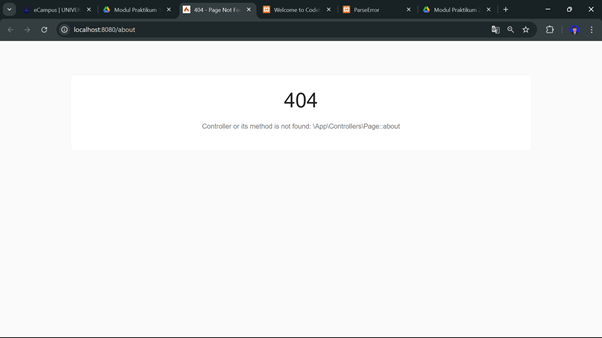 eCampus | UNIVER
Modul Praktikum
404 - Page Not Fo
Welcome to CodeI
ParseError
Modul Praktikum
localhost:8080/about
404
Controller or its method is not found: \App\Controllers\Page::about